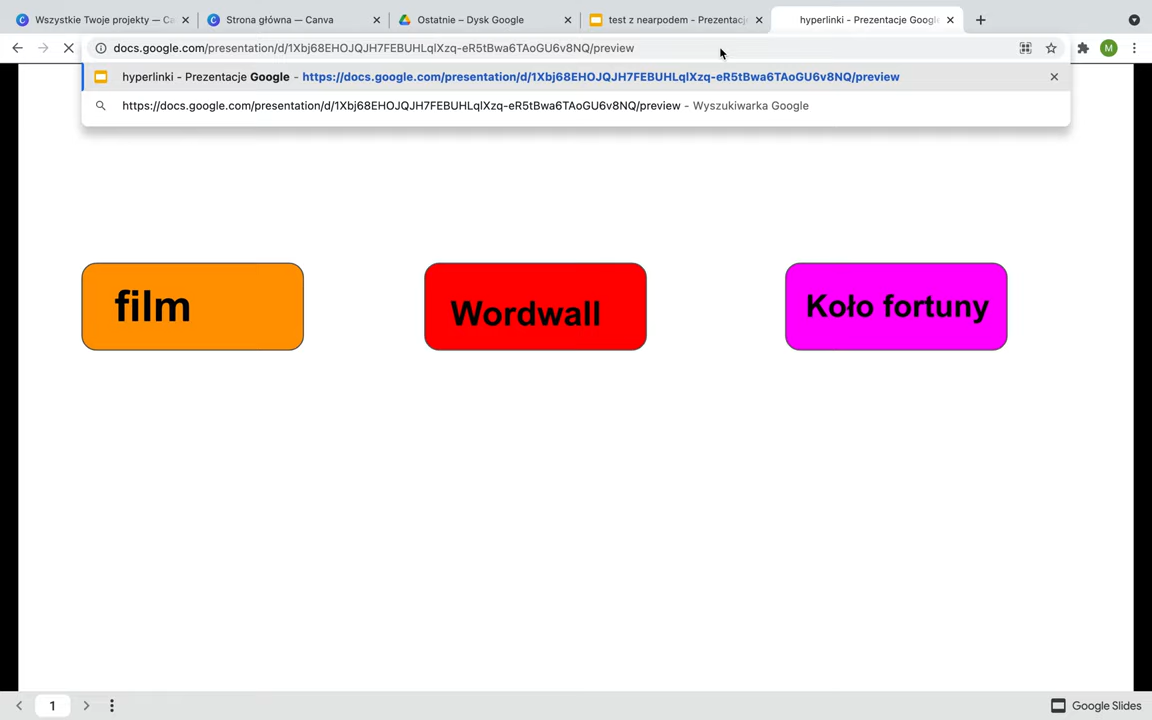 Wszystkie Twoje projekty — Ca
Strona główna — Canva
Ostatnie – Dysk Google
test z nearpodem - Prezentacje
hyperlinki - Prezentacje Google
docs.google.com/presentation/d/1Xbj68EHOJQJH7FEBUHLqlXzq-eR5tBwa6TAoGU6v8NQ/preview
M
hyperlinki - Prezentacje Google - https://docs.google.com/presentation/d/1Xbj68EHOJQJH7FEBUHLqlXzq-eR5tBwa6TAoGU6v8NQ/preview
https://docs.google.com/presentation/d/1Xbj68EHOJQJH7FEBUHLqlXzq-eR5tBwa6TAoGU6v8NQ/preview - Wyszukiwarka Google
film
Wordwall
Koło fortuny
1
Google Slides